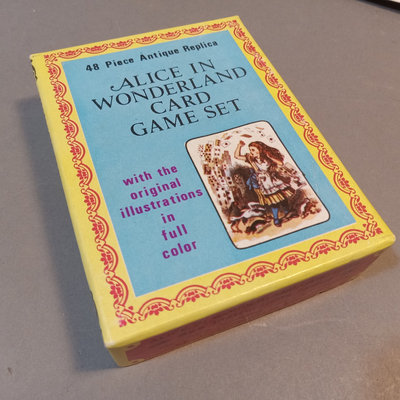 48 Piece Antique Replica
ALICE IN
WONDERLAND
CARD
GAME SET
with the
original
illustrations
in
full
color